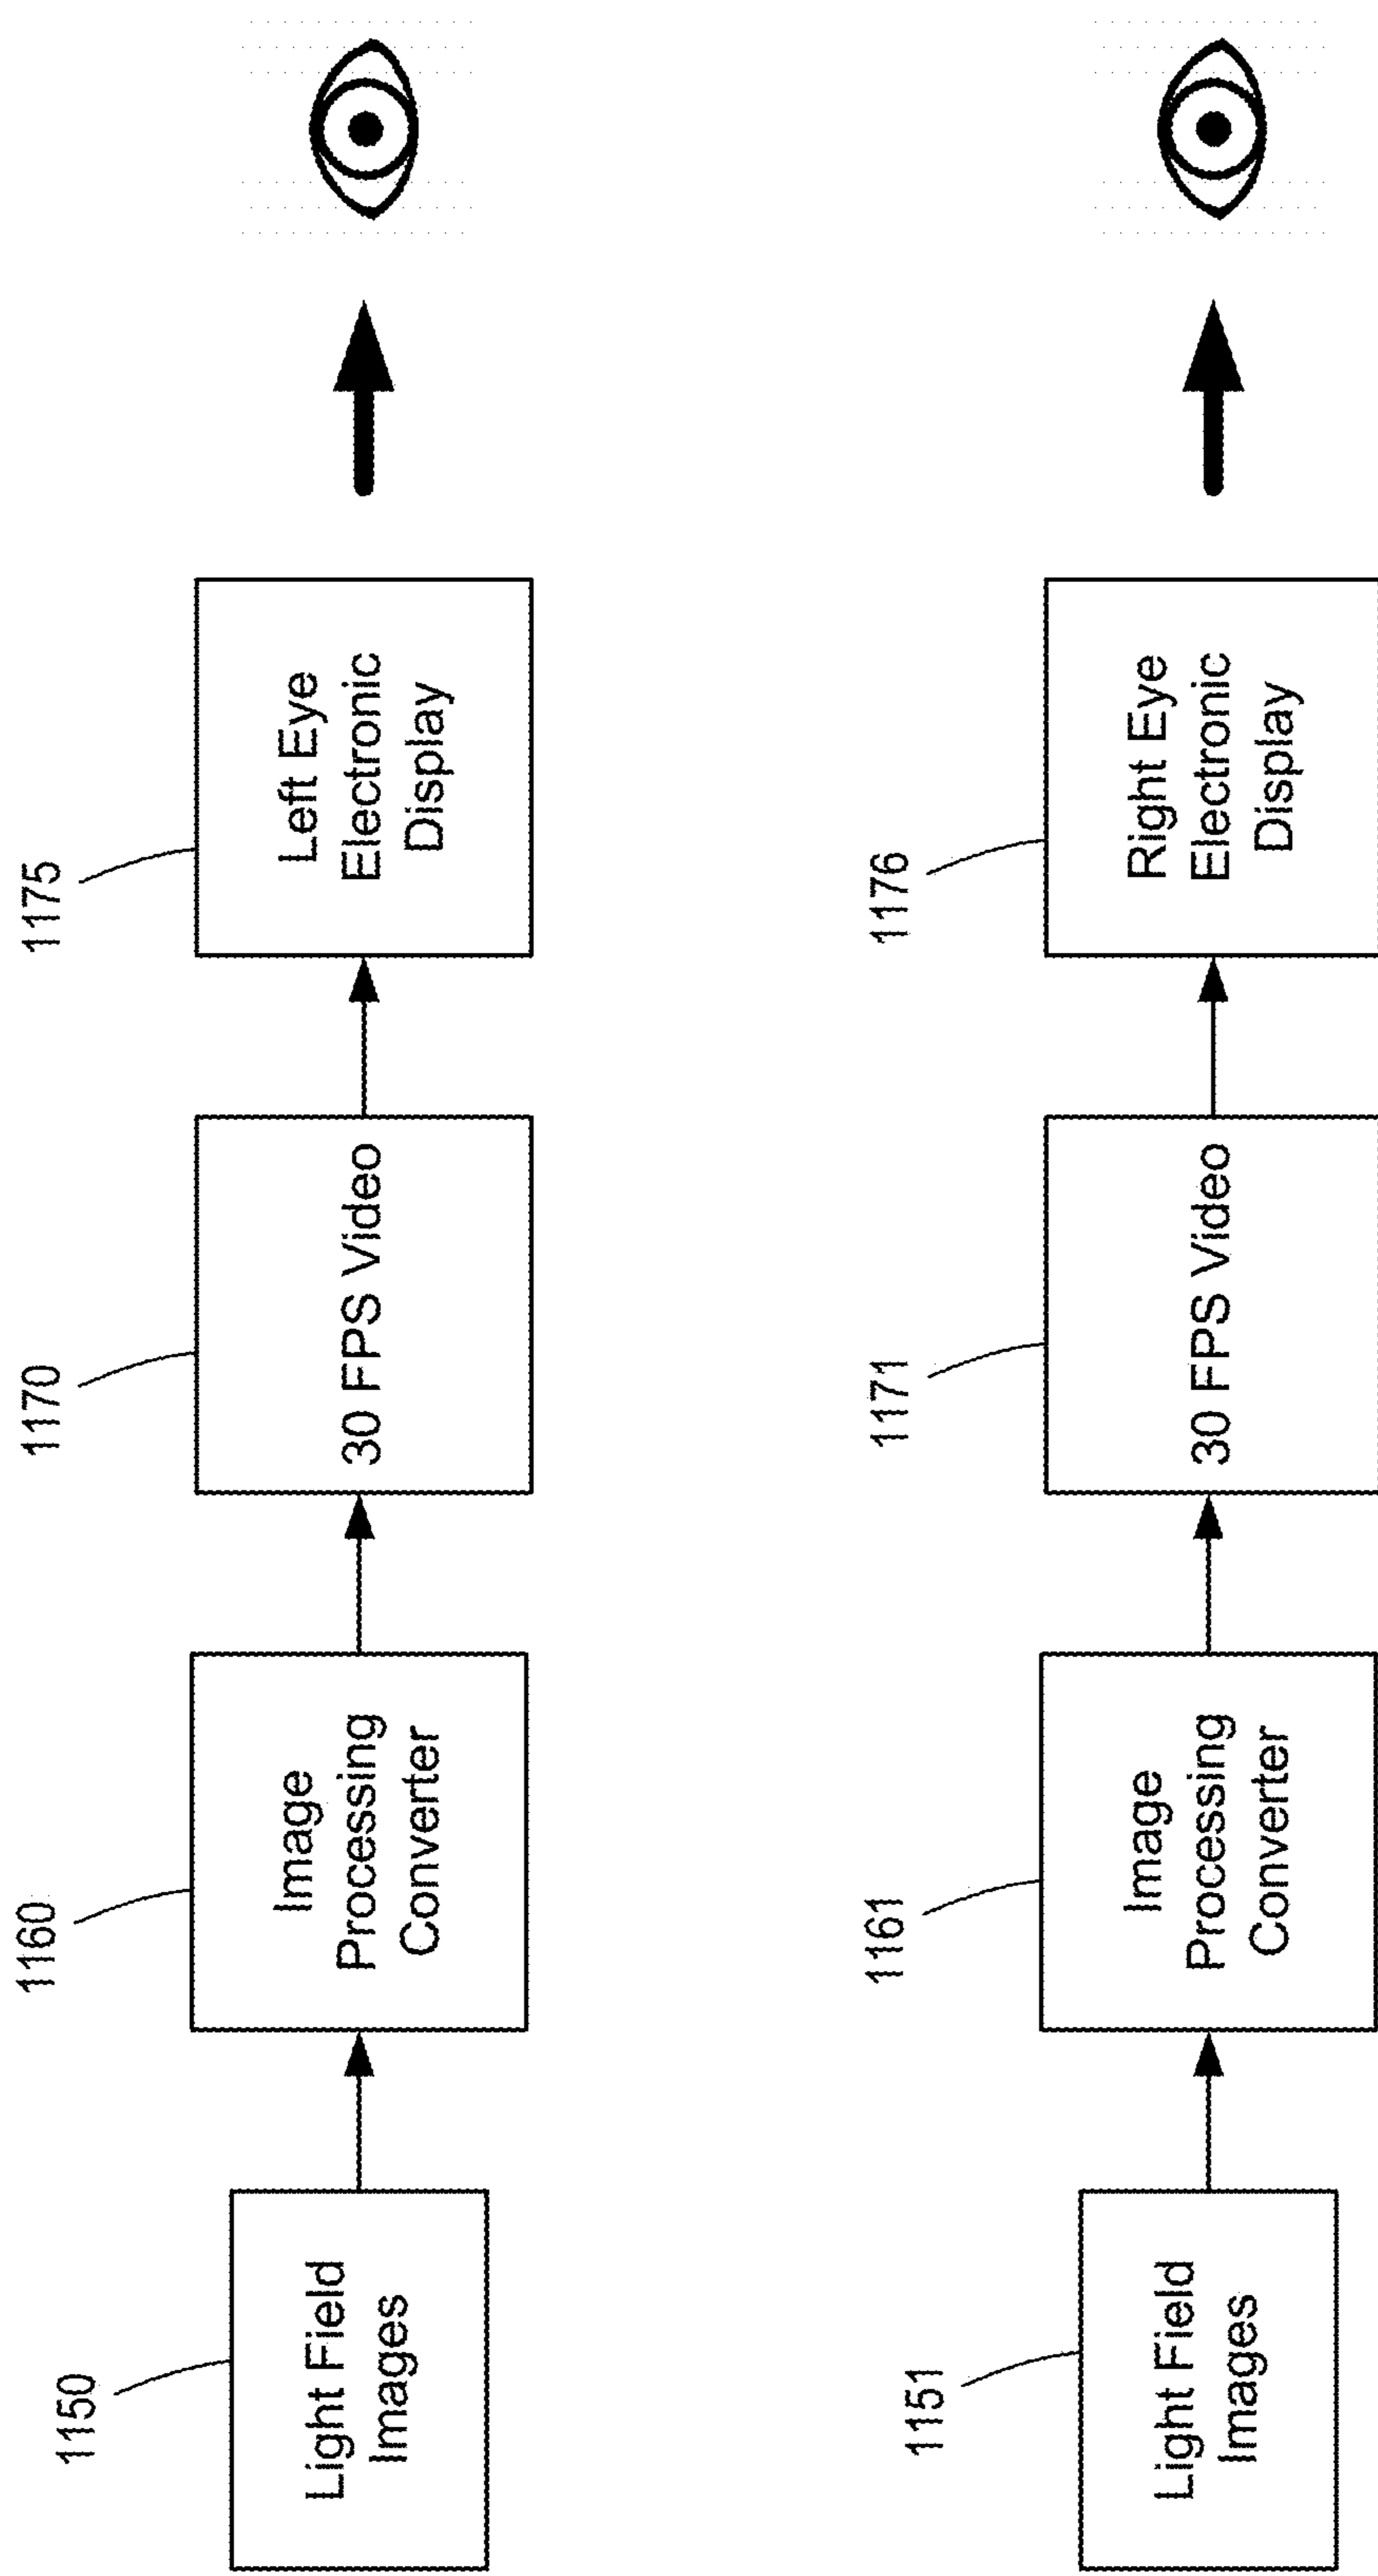 1150
Light Field
Images
1160
Image
Processing
Converter
1170
30 FPS Video
1175
Left Eye
Electronic
Display
1151
Light Field
Images
1161
Image
Processing
Converter
1171
30 FPS Video
1176
Right Eye
Electronic
Display